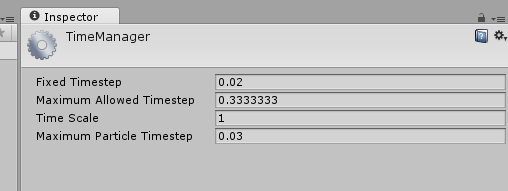 Inspector
TimeManager
Fixed Timestep 0.02
Maximum Allowed Timestep 0.3333333
Time Scale 1
Maximum Particle Timestep 0.03